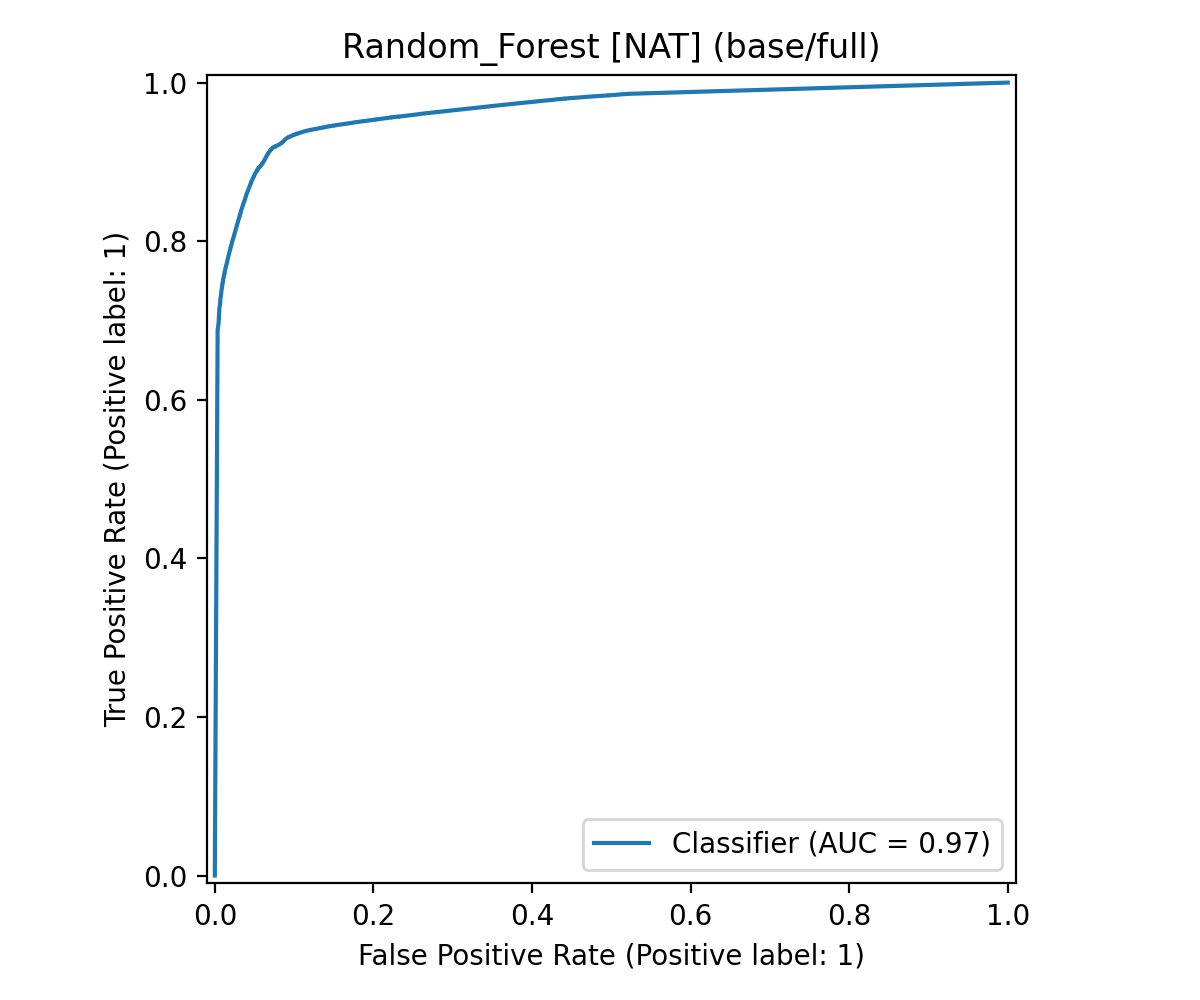 Random_Forest [NAT] (base/full)
True Positive Rate (Positive label: 1)
1.0
0.8
0.6
0.4
0.2
0.0
Classifier (AUC = 0.97)
0.0 0.2 0.4 0.6 0.8 1.0
False Positive Rate (Positive label: 1)